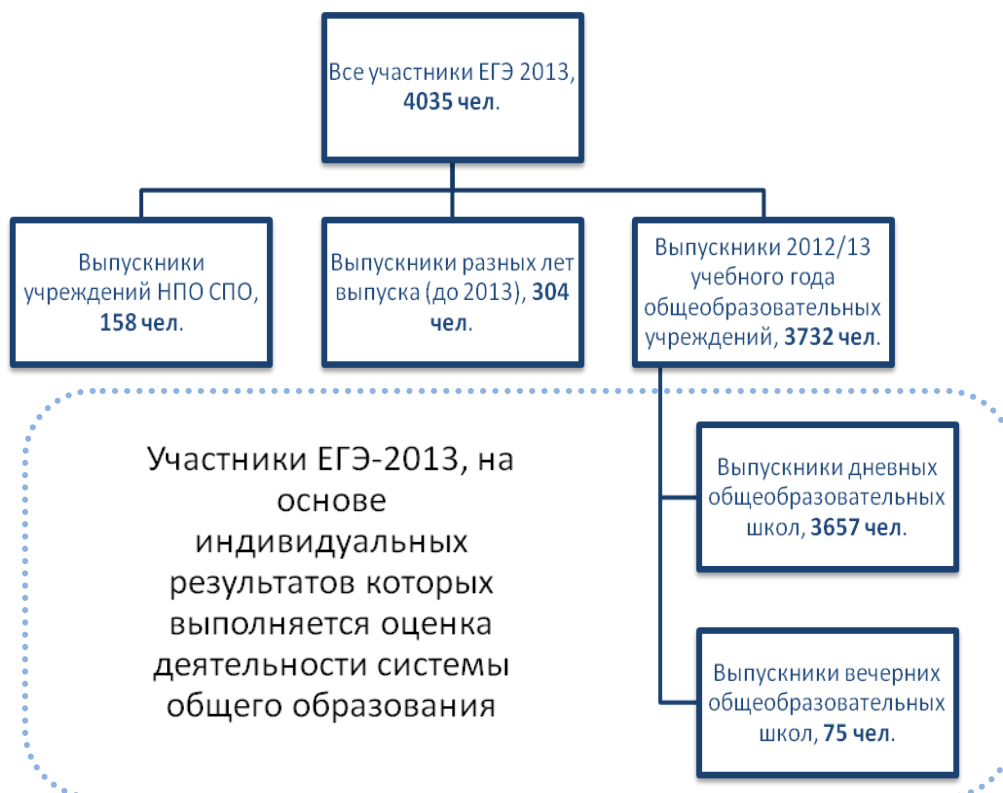 Все участники ЕГЭ 2013,
4035 чел.
Выпускники
учреждений НПО СПО,
158 чел.
Выпускники разных лет
выпуска (до 2013), 304
чел.
Выпускники 2012/13
учебного года
общеобразовательных
учреждений, 3732 чел.
Участники ЕГЭ-2013, на
основе
индивидуальных
результатов которых
выполняется оценка
деятельности системы
общего образования
Выпускники дневных
общеобразовательных
школ, 3657 чел.
Выпускники вечерних
общеобразовательных
школ, 75 чел.